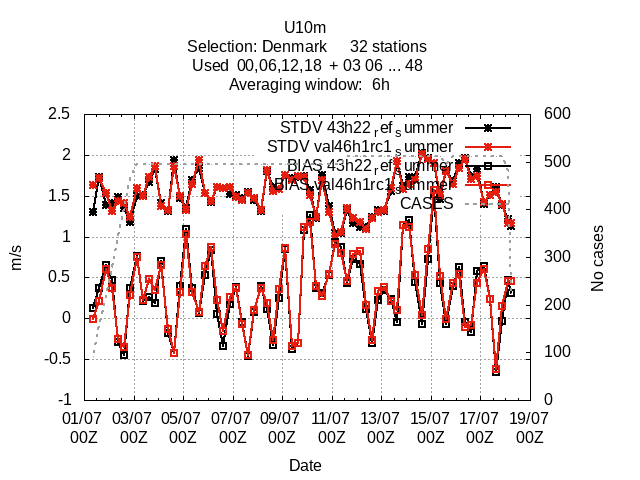 U10m
Selection: Denmark 32 stations
Used 00,06,12,18 + 03 06 ... 48
Averaging window: 6h
2.5
2
1.5
1
0.5
0
-0.5
-1
m/s
600
500
400
300
200
100
0
No cases
STDV 43h22_ref_summer
STDV val46h1rc1_summer
BIAS 43h22_ref_summer
BIAS val46h1rc1_summer
CASES
01/07 03/07 05/07 07/07 09/07 11/07 13/07 15/07 17/07 19/07
00Z 00Z 00Z 00Z 00Z 00Z 00Z 00Z 00Z 00Z
Date